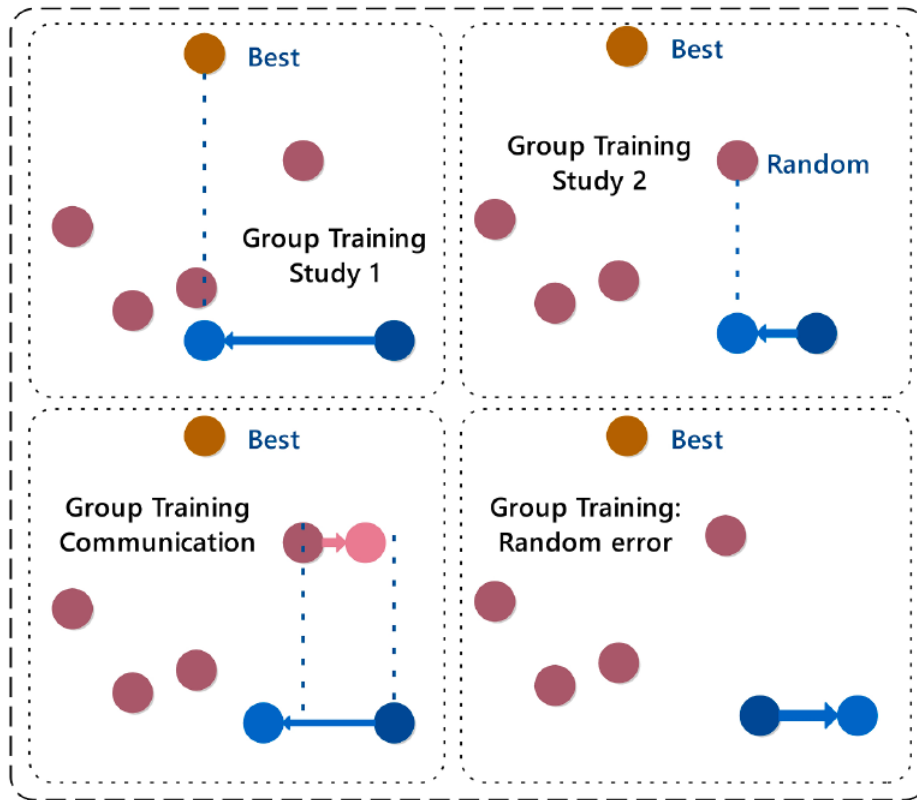 Best
Group Training
Study 1
Best
Group Training
Study 2
Random
Best
Group Training
Communication
Best
Group Training:
Random error